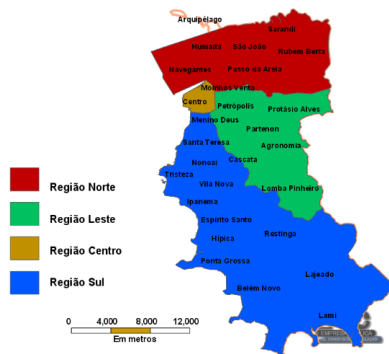 Arquipélago
Sarandi
Humaitá
São João
Rubem Berta
Navegantes
Passo da Areia
Moinhos Vento
Centro
Petrópolis
Protásio Alves
Menino Deus
Partenon
Santa Teresa
Agronomia
Nonoai
Cascata
Tristeza
Vila Nova
Lomba Pinheiro
Ipanema
Espírito Santo
Restinga
Hípica
Ponta Grossa
Lajeado
Belém Novo
Lami
Região Norte
Região Leste
Região Centro
Região Sul
0 4,000 8,000 12,000
Em metros